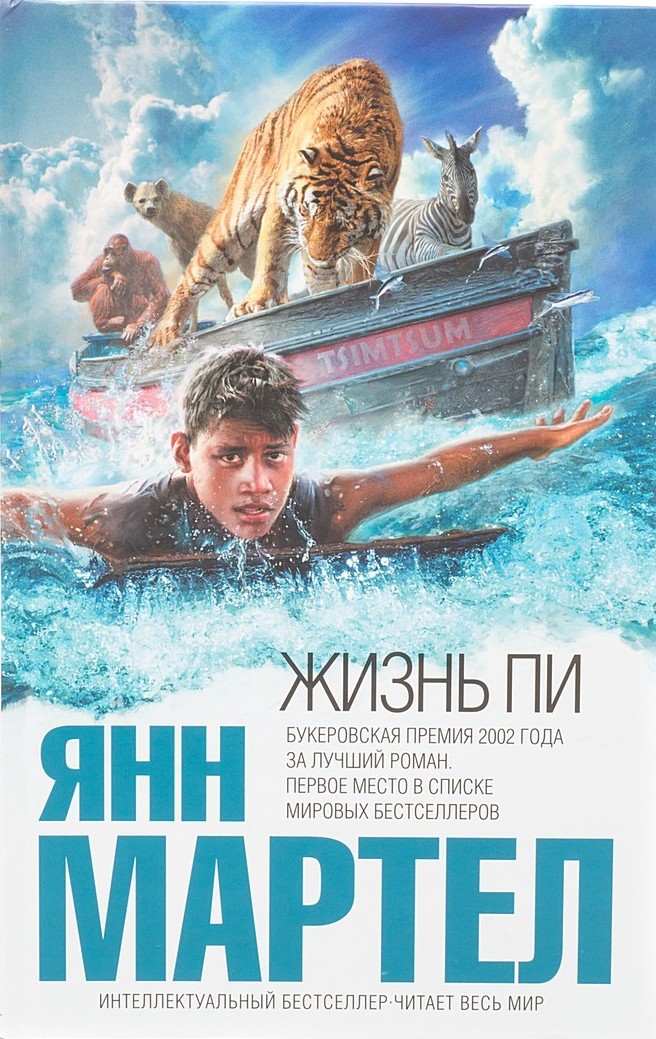 TSIMTSUM
ЖИЗНЬ ПИ
БУКЕРОВСКАЯ ПРЕМИЯ 2002 ГОДА
ЗА ЛУЧШИЙ РОМАН.
ПЕРВОЕ МЕСТО В СПИСКЕ
МИРОВЫХ БЕСТСЕЛЛЕРОВ
ЯНН
МАРТЕЛ
ИНТЕЛЛЕКТУАЛЬНЫЙ БЕСТСЕЛЛЕР·ЧИТАЕТ ВЕСЬ МИР